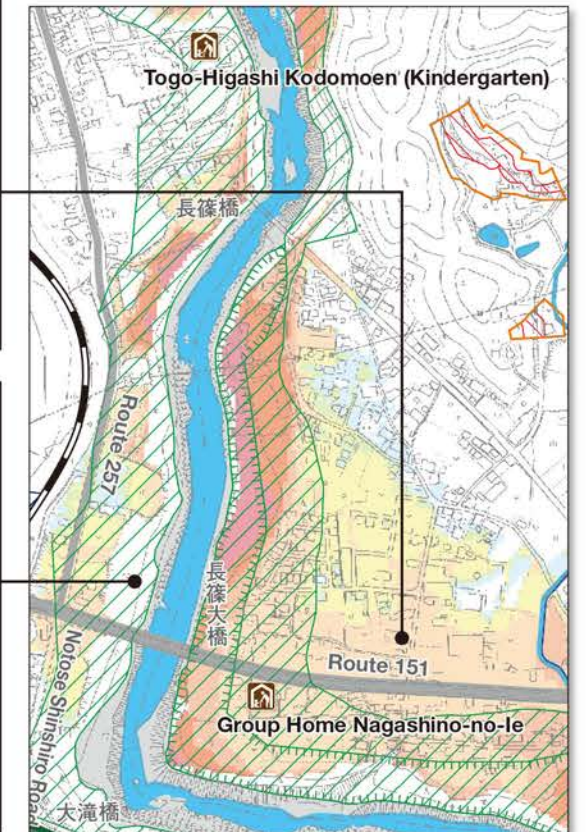 Togo-Higashi Kodomoen (Kindergarten)
長篠橋
Route 257
長篠大橋
Route 151
Notose Shinshiro Road
Group Home Nagashino-no-Ie
大滝橋